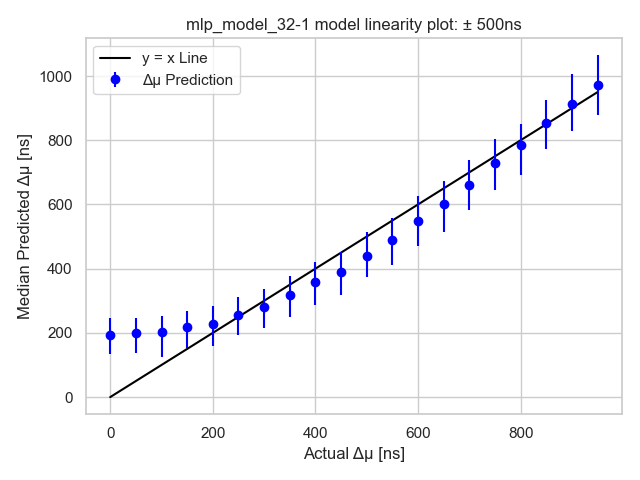 mlp_model_32-1 model linearity plot: ± 500ns
y = x Line
Δμ Prediction
Median Predicted Δμ [ns]
1000
800
600
400
200
0
0 200 400 600 800
Actual Δμ [ns]